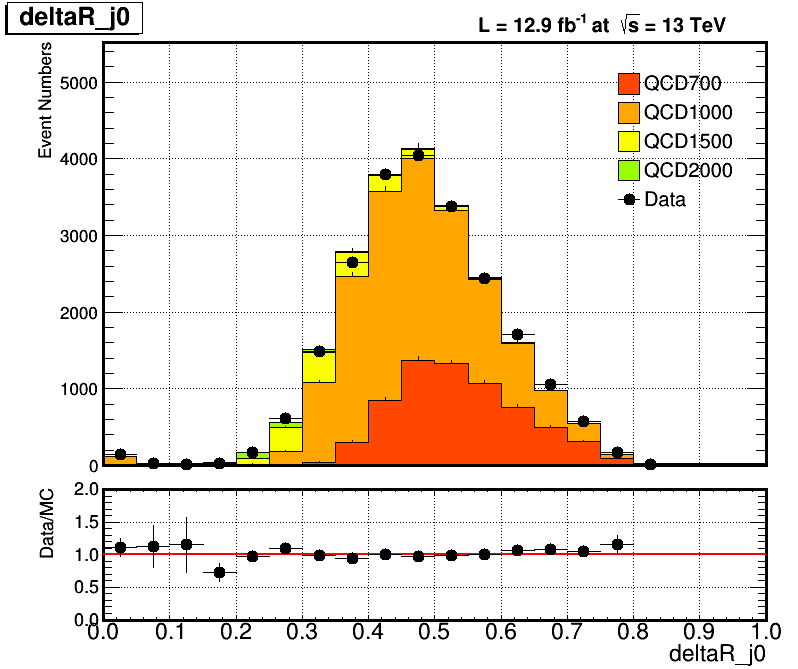 deltaR_j0
L = 12.9 fb⁻¹ at √s = 13 TeV
Event Numbers
5000
4000
3000
2000
1000
0
QCD700
QCD1000
QCD1500
QCD2000
Data
Data/MC
2.0
1.5
1.0
0.5
0.0
0.0 0.1 0.2 0.3 0.4 0.5 0.6 0.7 0.8 0.9 1.0
deltaR_j0